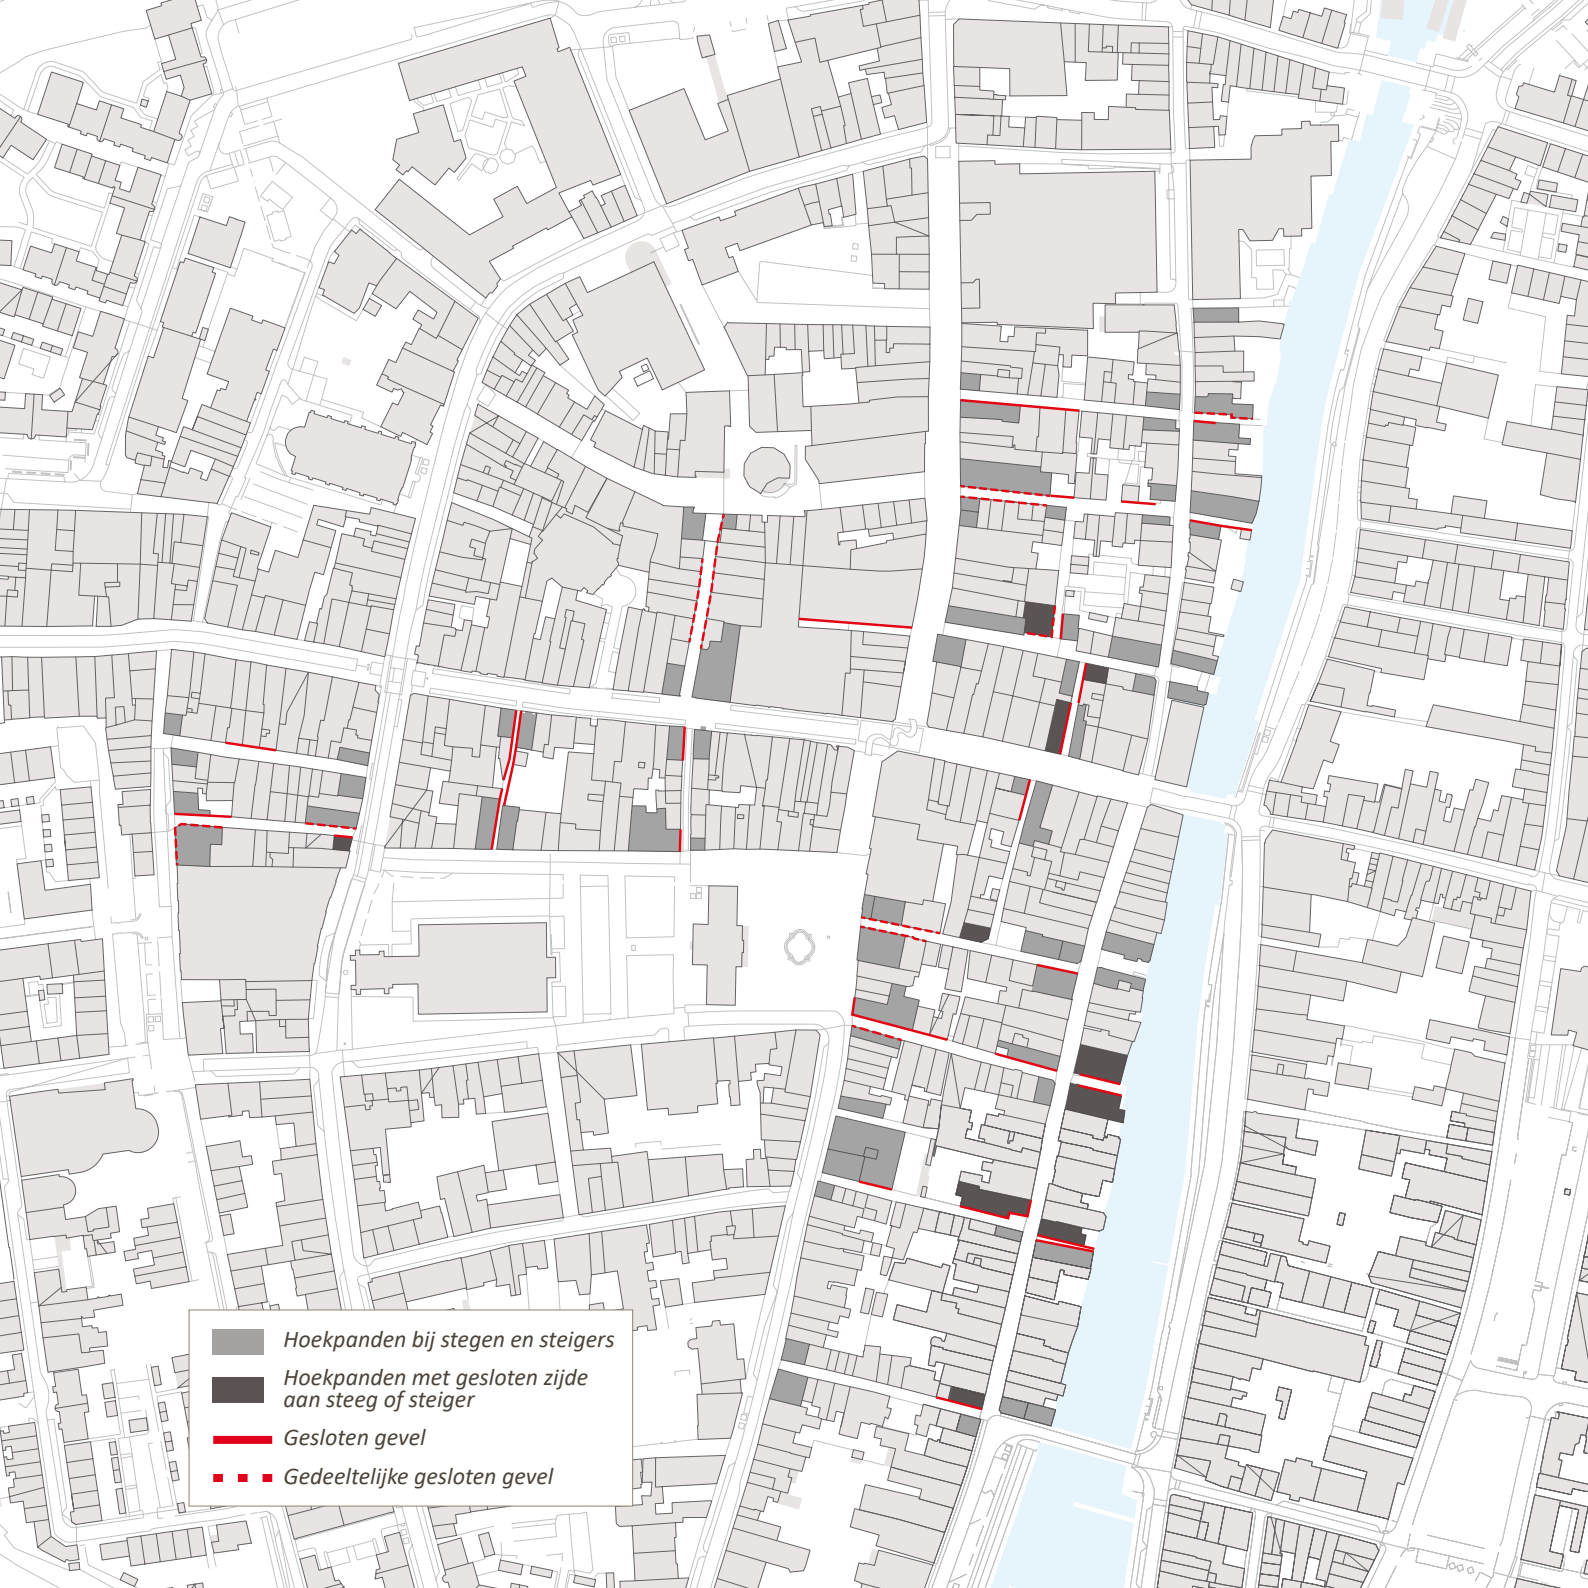 Hoekpanden bij stegen en steigers
Hoekpanden met gesloten zijde
aan steeg of steiger
Gesloten gevel
Gedeeltelijke gesloten gevel